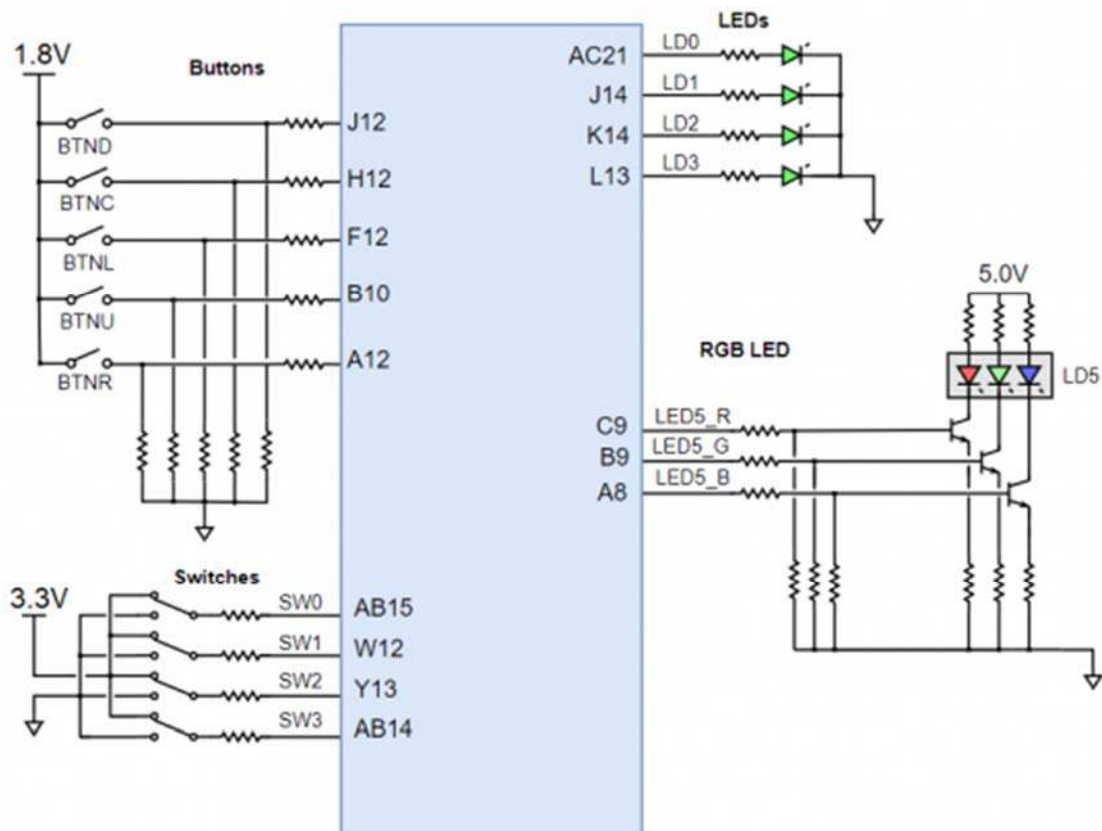 LEDs
1.8V
Buttons
BTND
BTNC
BTNL
BTNU
BTNR
J12
H12
F12
B10
A12
AC21
J14
K14
L13
LD0
LD1
LD2
LD3
5.0V
RGB LED
LD5
C9
B9
A8
LED5_R
LED5_G
LED5_B
Switches
3.3V
SW0
SW1
SW2
SW3
AB15
W12
Y13
AB14